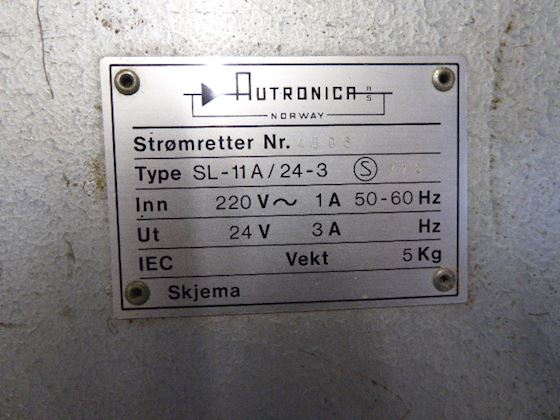 AUTRONICA AS
NORWAY
Strømretter Nr.
Type SL-11A/24-3 S
Inn 220 V~ 1 A 50-60 Hz
Ut 24 V 3 A Hz
IEC Vekt 5 Kg
Skjema